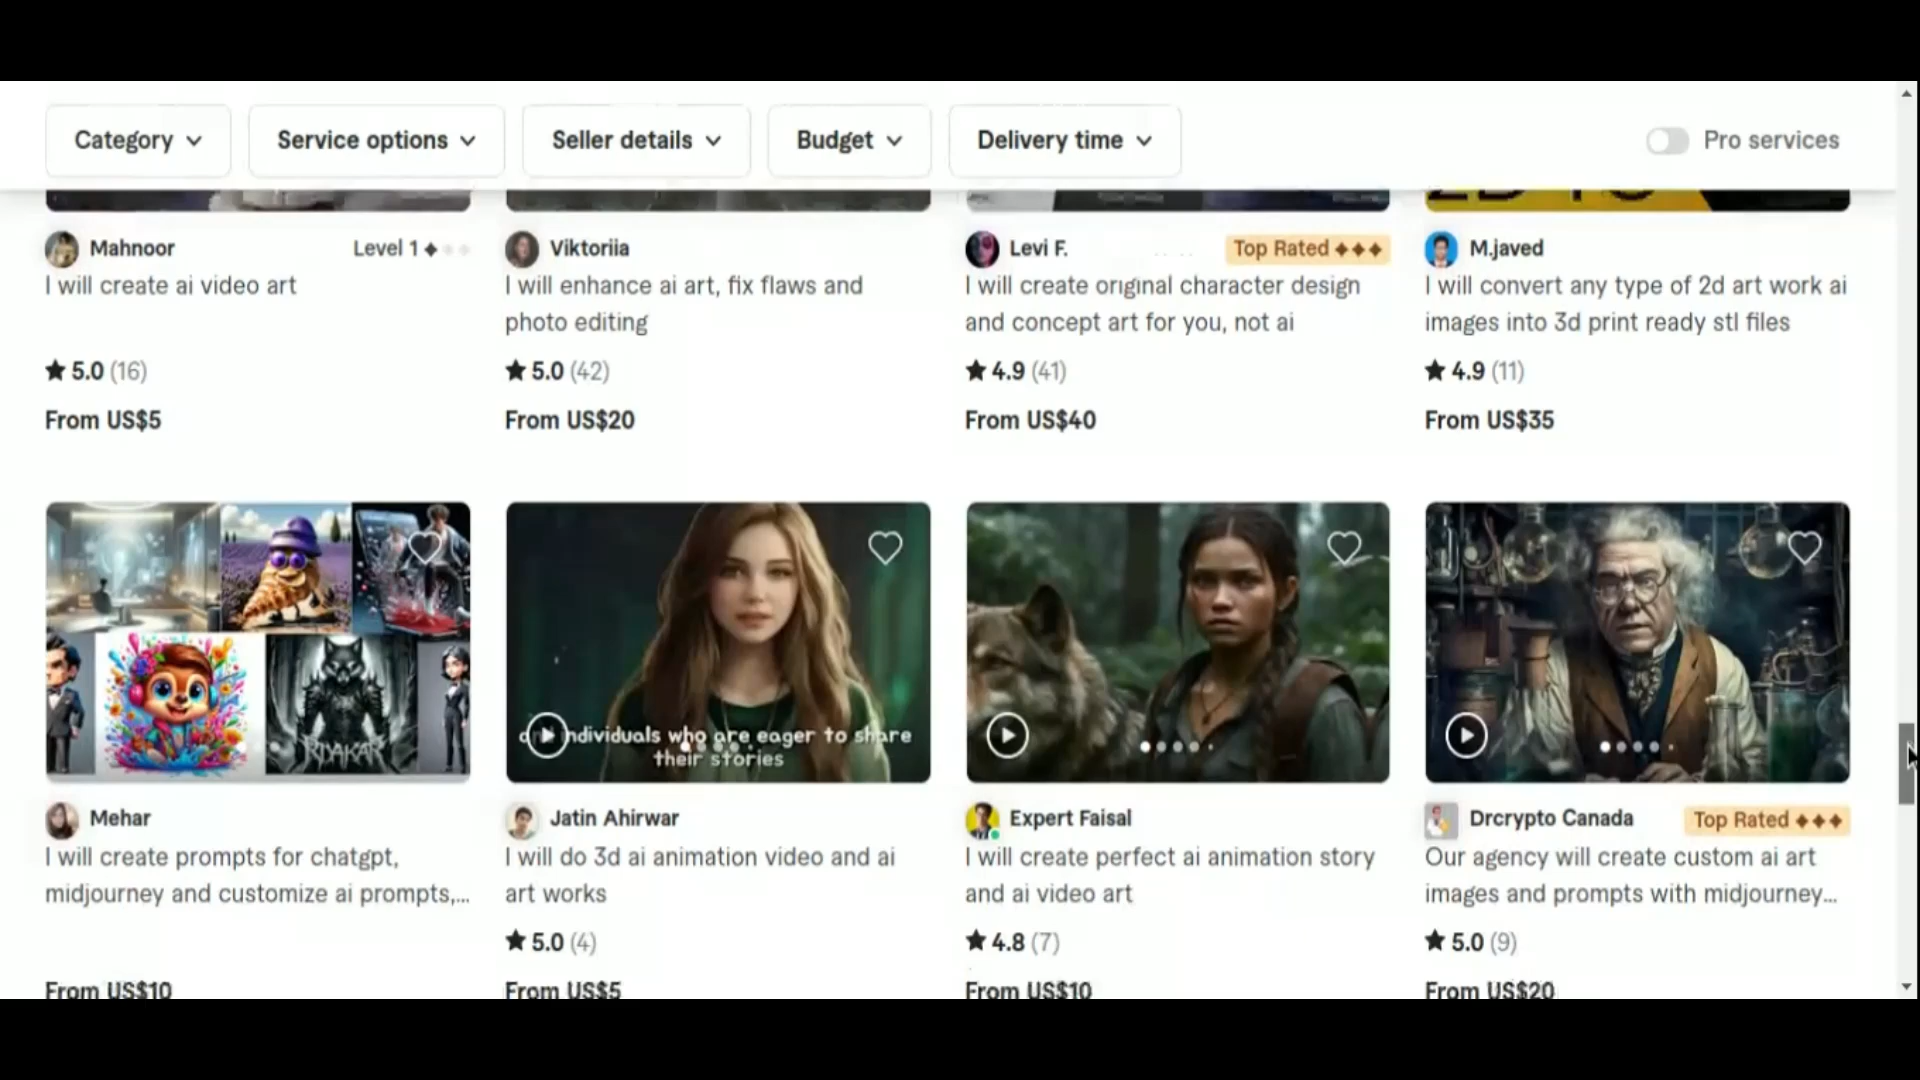 Category Service options Seller details Budget Delivery time Pro services
Mahnoor Level 1 Viktoriia Levi F. Top Rated M.javed
I will create ai video art
I will enhance ai art, fix flaws and
photo editing
I will create original character design
and concept art for you, not ai
I will convert any type of 2d art work ai
images into 3d print ready stl files
5.0 (16) 5.0 (42) 4.9 (41) 4.9 (11)
From US$5 From US$20 From US$40 From US$35
RIYAKAR
individuals who are eager to share
their stories
Mehar Jatin Ahirwar Expert Faisal Drcrypto Canada Top Rated
I will create prompts for chatgpt,
midjourney and customize ai prompts,...
I will do 3d ai animation video and ai
art works
I will create perfect ai animation story
and ai video art
Our agency will create custom ai art
images and prompts with midjourney...
5.0 (4) 4.8 (7) 5.0 (9)
From US$10 From US$5 From US$10 From US$20